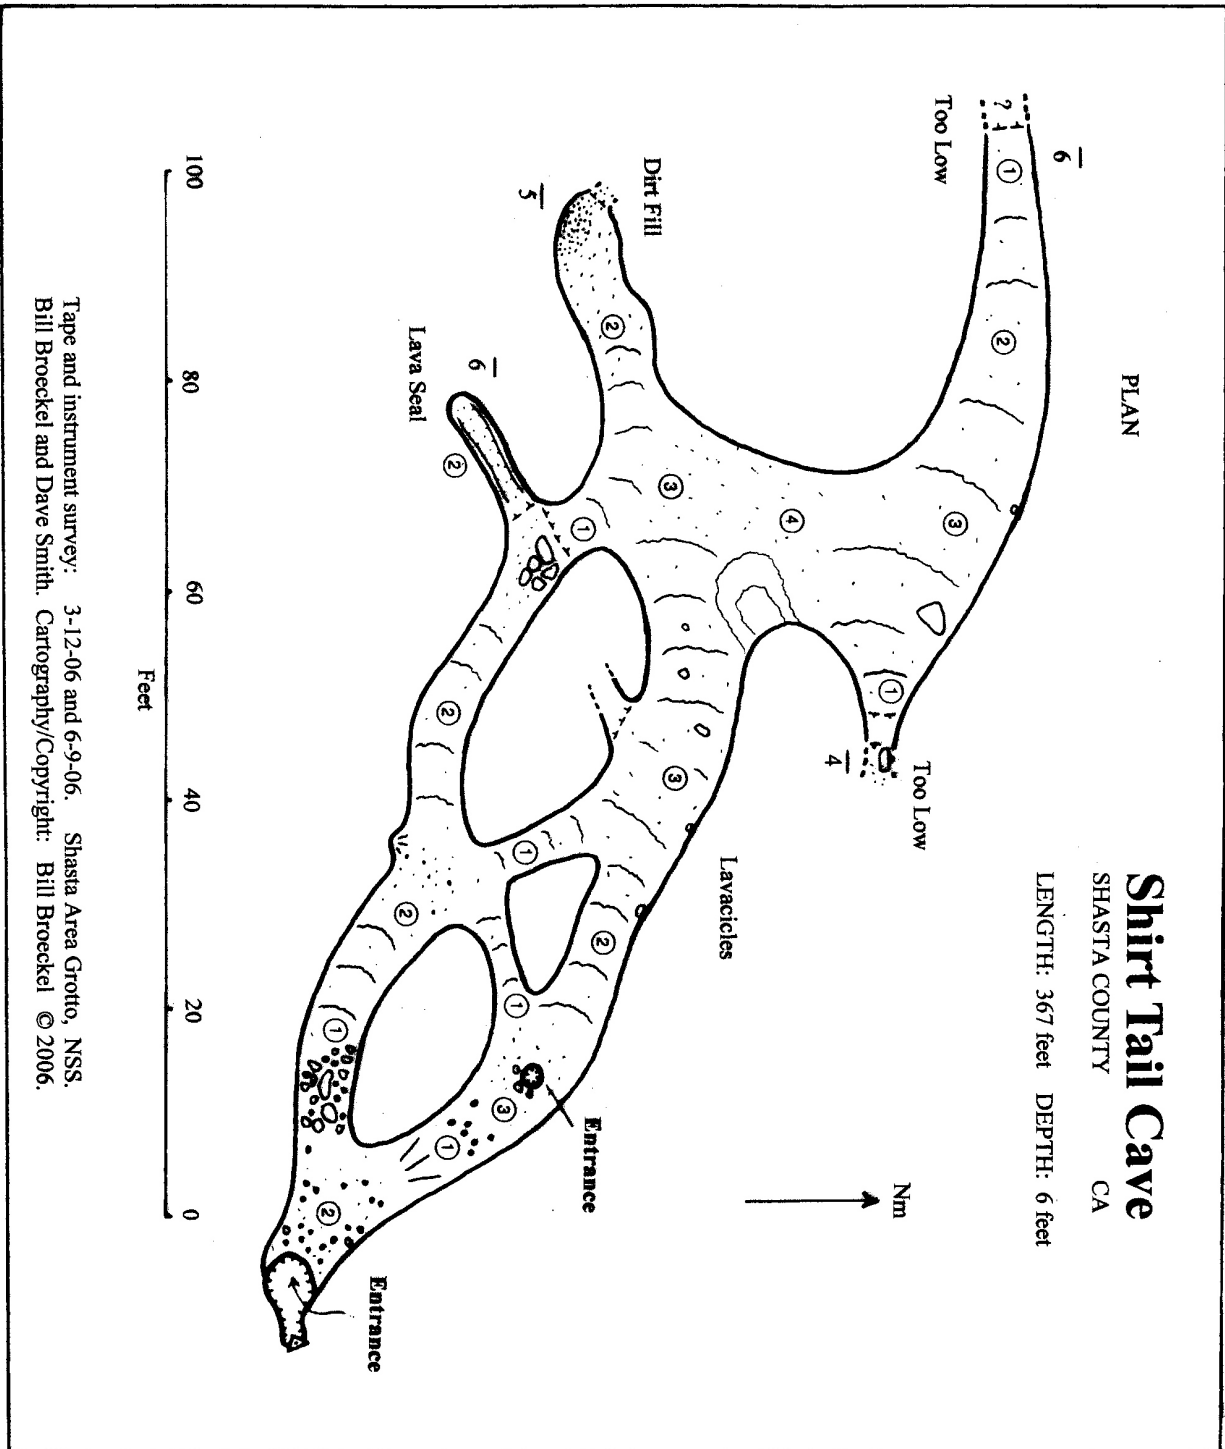 Shirt Tail Cave
SHASTA COUNTY CA
LENGTH: 367 feet DEPTH: 6 feet
PLAN
Nm
6
?
Too Low
1
2
3
4
3
1
Too Low
4
Dirt Fill
5
2
3
1
Lava Seal
6
2
Lavacicles
3
2
2
1
2
1
1
3
1
2
Entrance
Entrance
100 80 60 40 20 0
Feet
Tape and instrument survey: 3-12-06 and 6-9-06. Shasta Area Grotto, NSS.
Bill Broeckel and Dave Smith. Cartography/Copyright: Bill Broeckel © 2006.